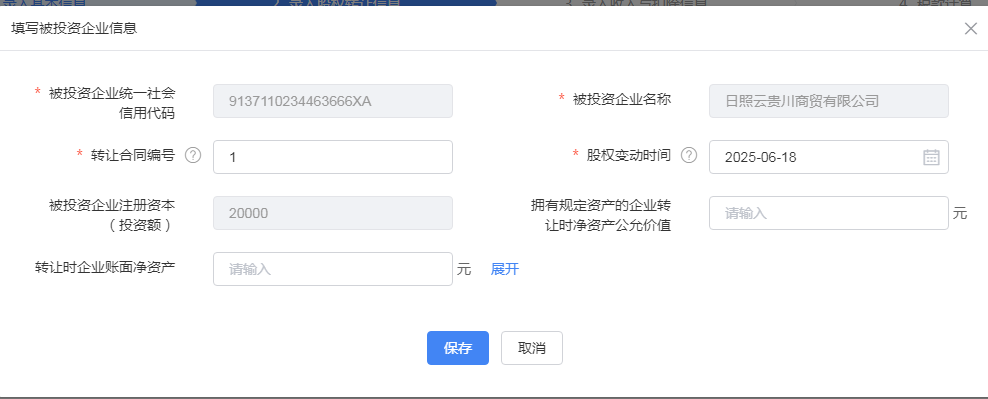 填写被投资企业信息
* 被投资企业统一社会
信用代码
9137110234463666XA
* 被投资企业名称
日照云贵川商贸有限公司
* 转让合同编号 ?
1
* 股权变动时间 ?
2025-06-18
被投资企业注册资本
（投资额）
20000
拥有规定资产的企业转
让时净资产公允价值
请输入 元
转让时企业账面净资产
请输入 元 展开
保存 取消